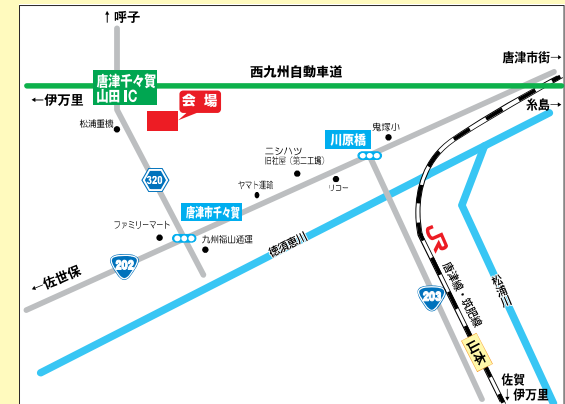 ↑呼子
唐津市街→
西九州自動車道
唐津千々賀
山田IC
←伊万里
会場
糸島→
松浦重機
鬼塚小
川原橋
ニシハツ
旧社屋（第二工場）
320
ヤマト運輸
リコー
唐津市千々賀
ファミリーマート
九州福山通運
徳須恵川
JR
202
←佐世保
唐津線・筑肥線
松浦川
203
山本
佐賀
↓伊万里